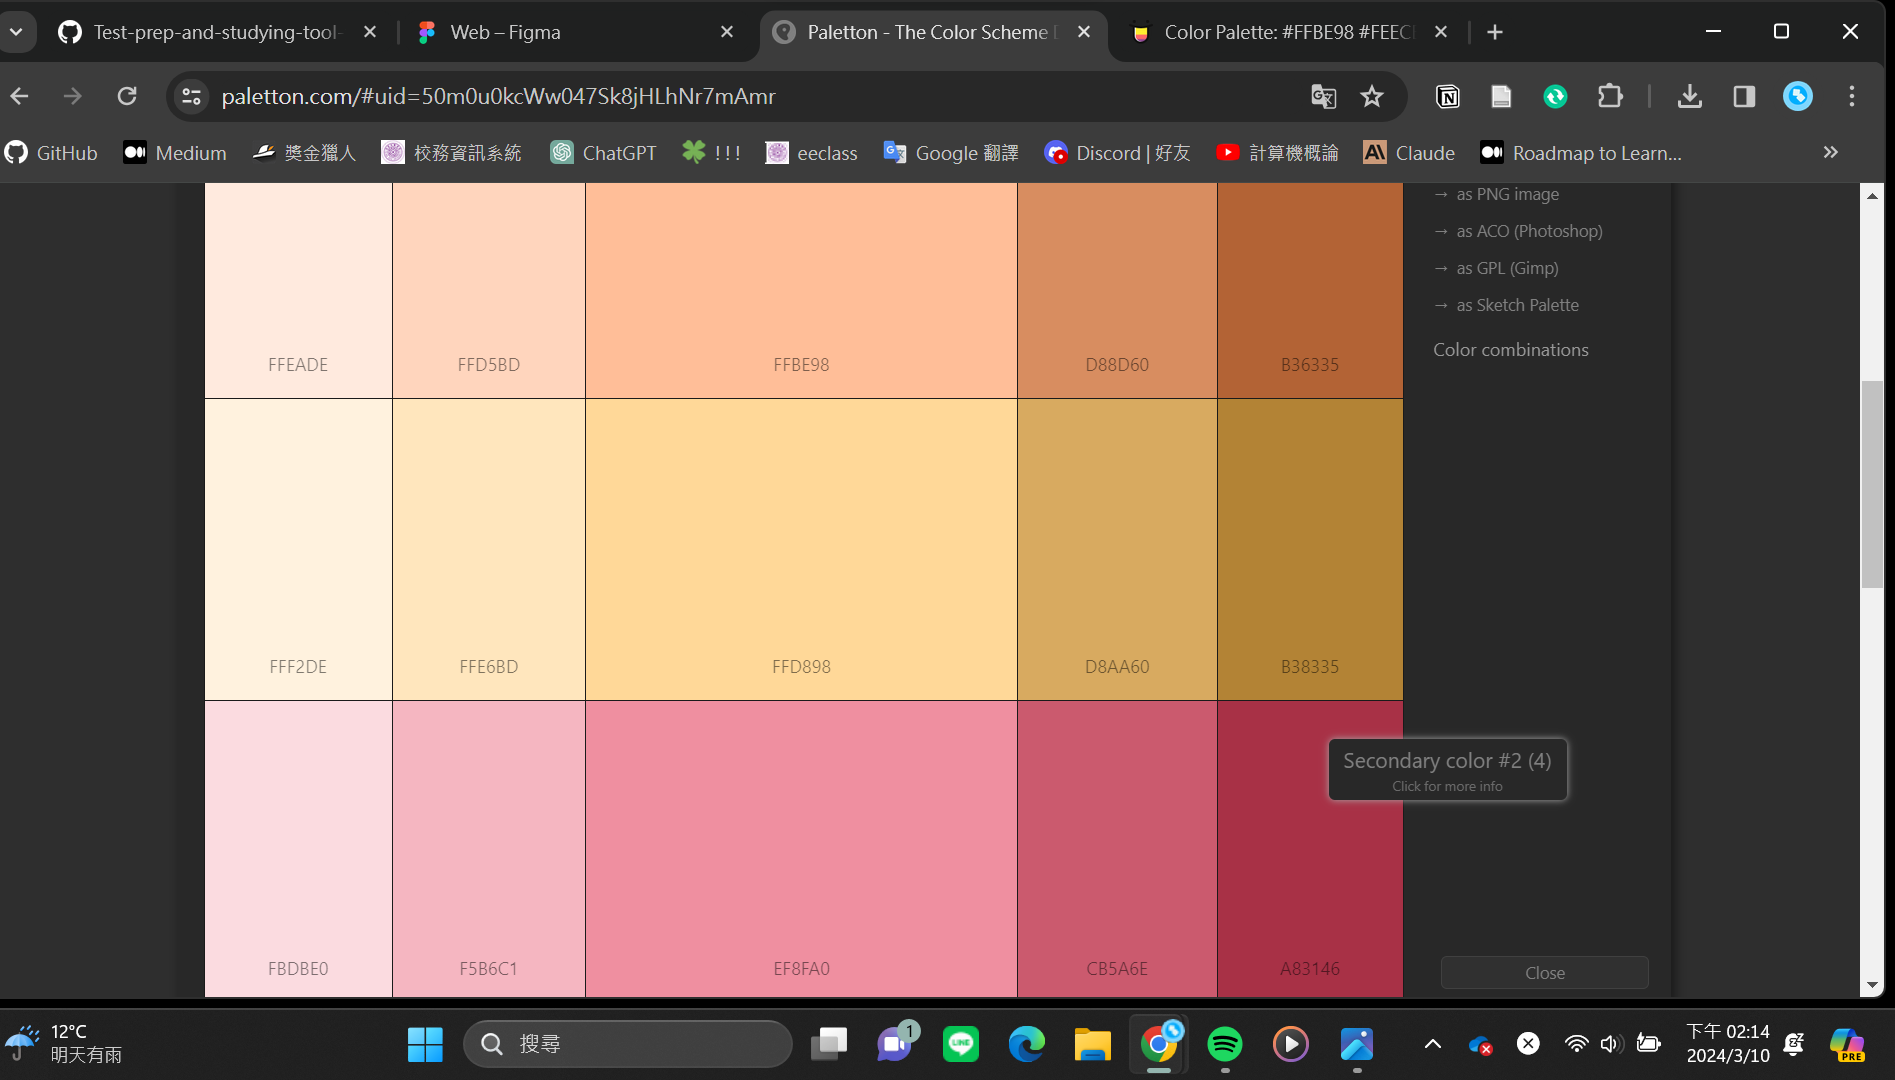 Test-prep-and-studying-tool-
Web – Figma
Paletton - The Color Scheme D
Color Palette: #FFBE98 #FEEC
paletton.com/#uid=50m0u0kcWw047Sk8jHLhNr7mAmr
GitHub
Medium
獎金獵人
校務資訊系統
ChatGPT
!!!
eeclass
Google 翻譯
Discord | 好友
計算機概論
Claude
Roadmap to Learn...
→ as PNG image
→ as ACO (Photoshop)
→ as GPL (Gimp)
→ as Sketch Palette
Color combinations
FFEADE
FFD5BD
FFBE98
D88D60
B36335
FFF2DE
FFE6BD
FFD898
D8AA60
B38335
Secondary color #2 (4)
Click for more info
FBDBE0
F5B6C1
EF8FA0
CB5A6E
A83146
Close
12°C
明天有雨
搜尋
1
LINE
下午 02:14
2024/3/10
PRE